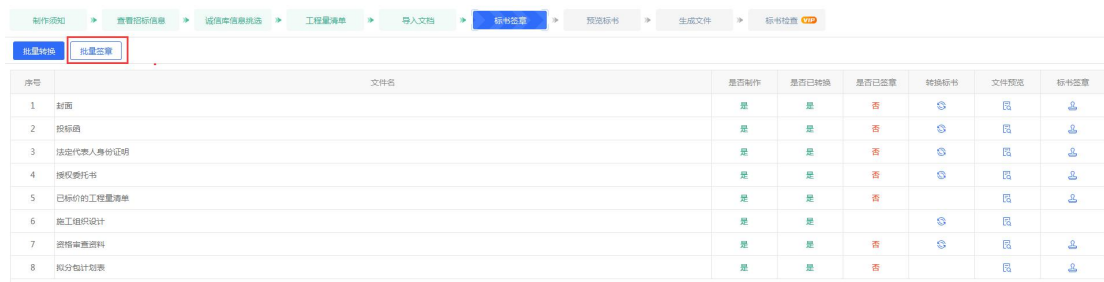 制作须知 查看招标信息 诚信库信息挑选 工程量清单 导入文档 标书签章 预览标书 生成文件 标书检查 VIP
批量转换 批量签章
序号 文件名 是否制作 是否已转换 是否已签章 转换标书 文件预览 标书签章
1 封面 是 是 否
2 投标函 是 是 否
3 法定代表人身份证明 是 是 否
4 授权委托书 是 是 否
5 已标价的工程量清单 是 是 否
6 施工组织设计 是 是
7 资格审查资料 是 是 否
8 拟分包计划表 是 是 否